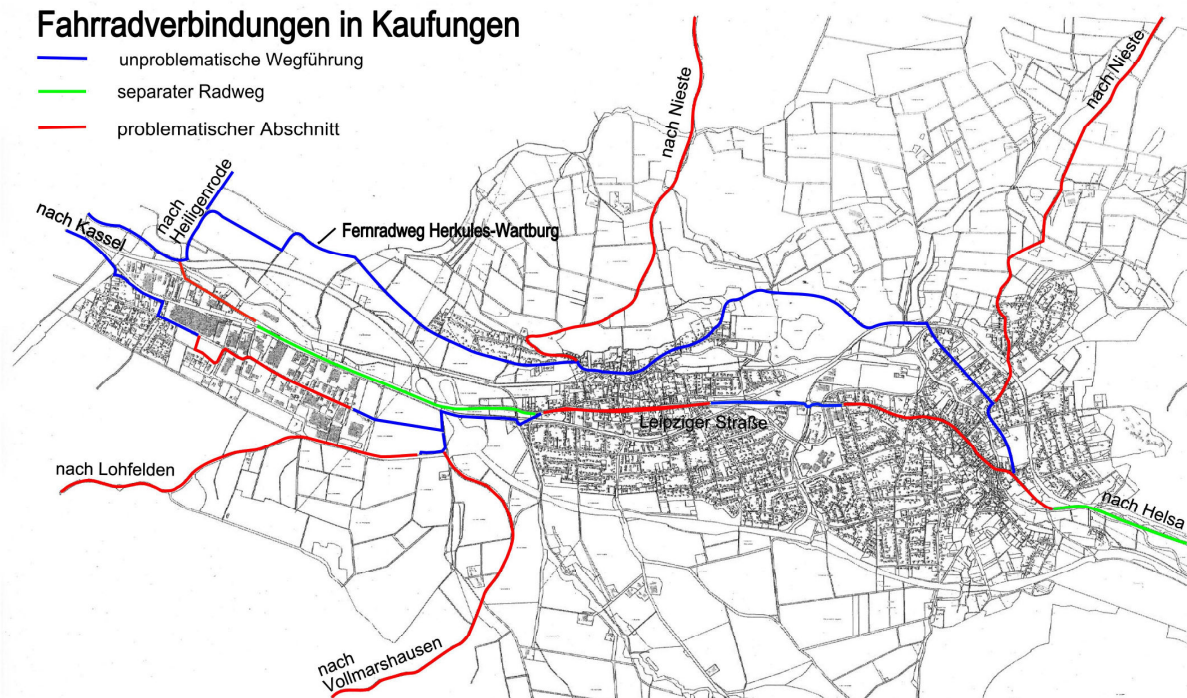 Fahrradverbindungen in Kaufungen
unproblematische Wegführung
separater Radweg
problematischer Abschnitt
nach Nieste
nach Nieste
nach
Heiligenrode
nach Kassel
Fernradweg Herkules-Wartburg
Leipziger Straße
nach Lohfelden
nach Helsa
nach
Vollmarshausen